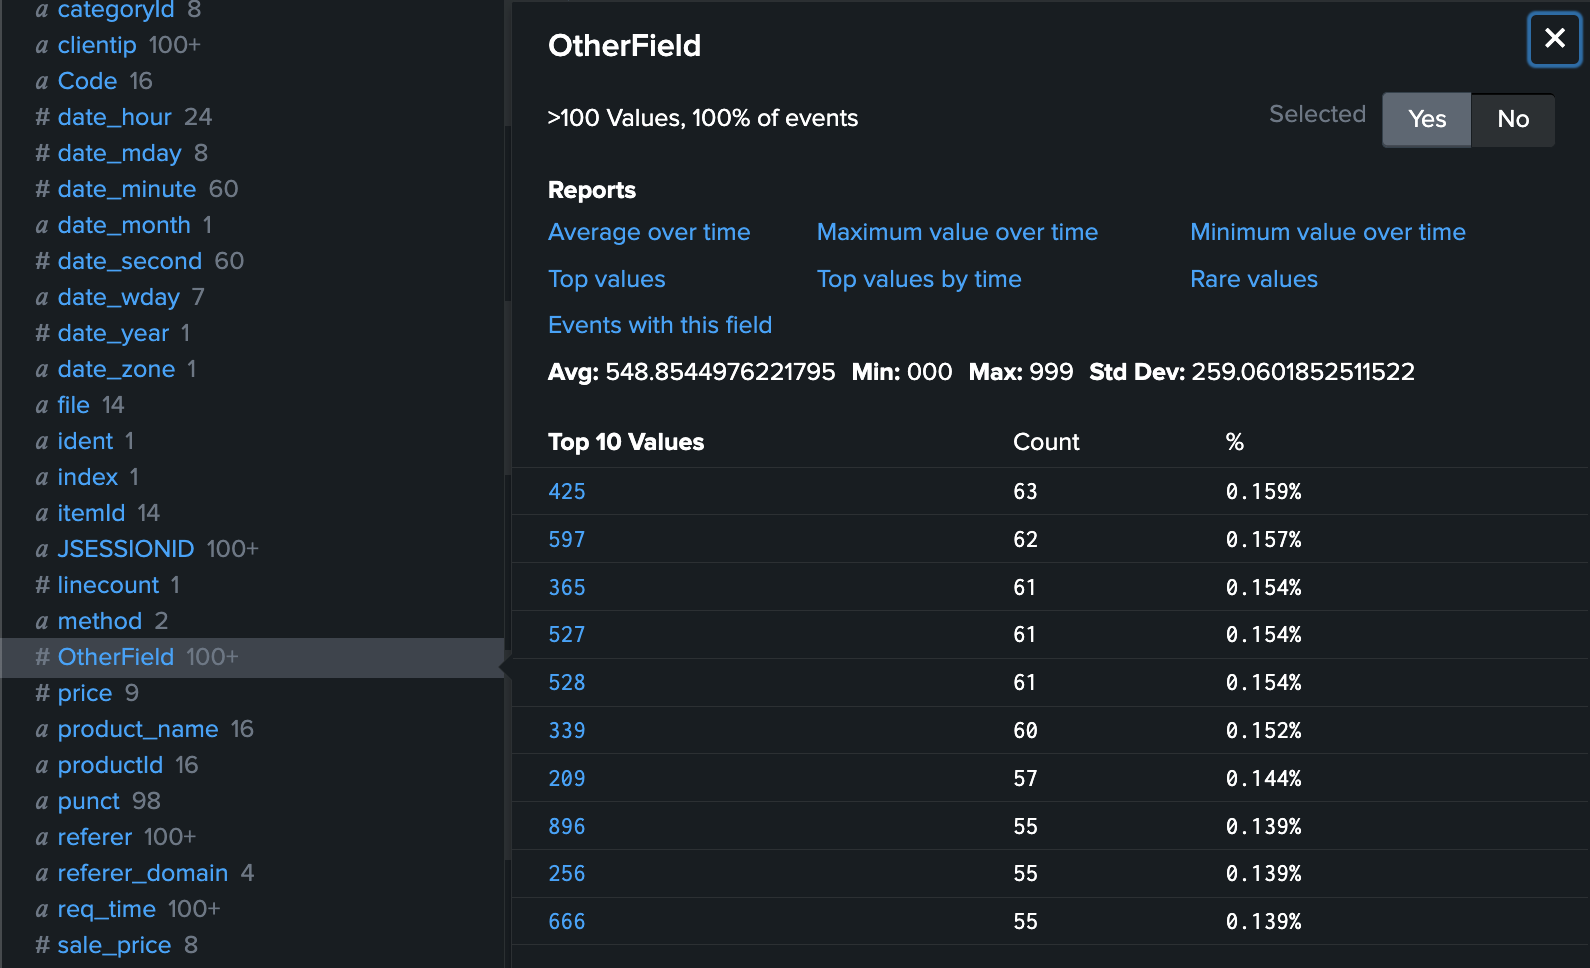 a categoryId 8
a clientip 100+
a Code 16
# date_hour 24
# date_mday 8
# date_minute 60
a date_month 1
# date_second 60
a date_wday 7
# date_year 1
a date_zone 1
a file 14
a ident 1
a index 1
a itemId 14
a JSESSIONID 100+
# linecount 1
a method 2
# OtherField 100+
# price 9
a product_name 16
a productId 16
a punct 98
a referer 100+
a referer_domain 4
a req_time 100+
# sale_price 8
OtherField
>100 Values, 100% of events
Selected Yes No
Reports
Average over time Maximum value over time Minimum value over time
Top values Top values by time Rare values
Events with this field
Avg: 548.8544976221795 Min: 000 Max: 999 Std Dev: 259.0601852511522
Top 10 Values Count %
425 63 0.159%
597 62 0.157%
365 61 0.154%
527 61 0.154%
528 61 0.154%
339 60 0.152%
209 57 0.144%
896 55 0.139%
256 55 0.139%
666 55 0.139%